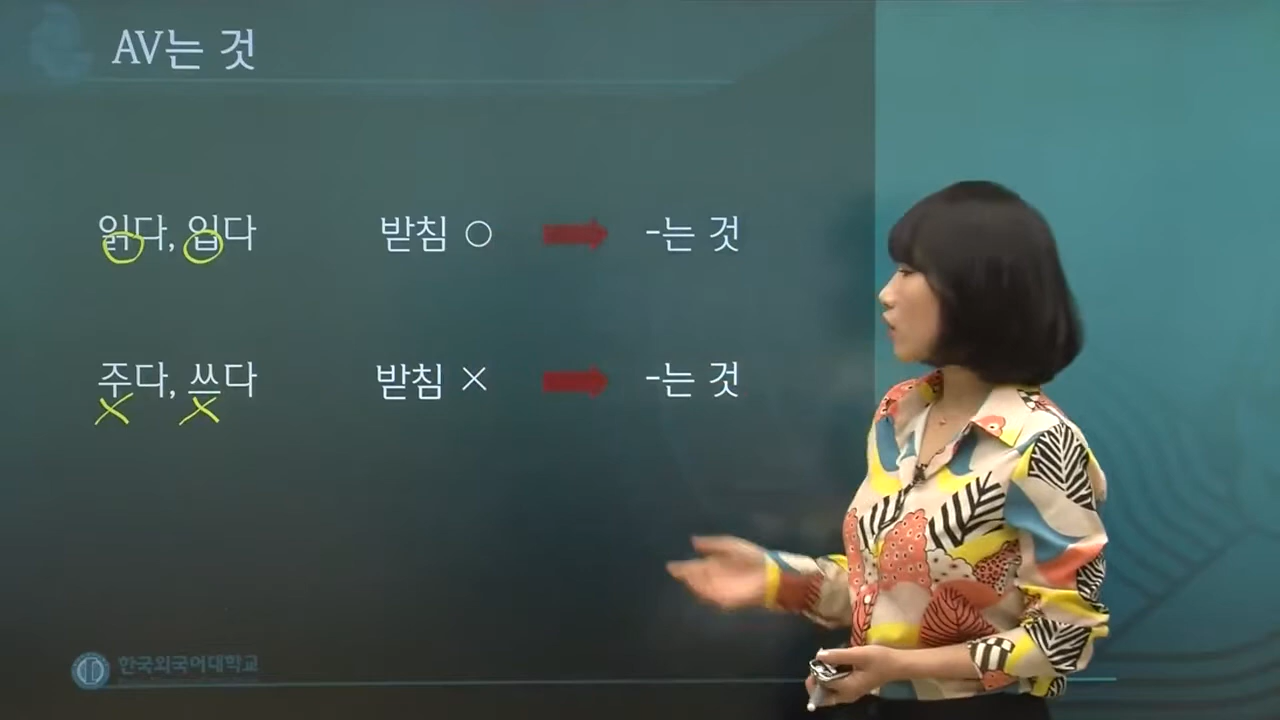 AV는 것
읽다, 입다 받침 ○ -는 것
주다, 쓰다 받침 × -는 것
한국외국어대학교